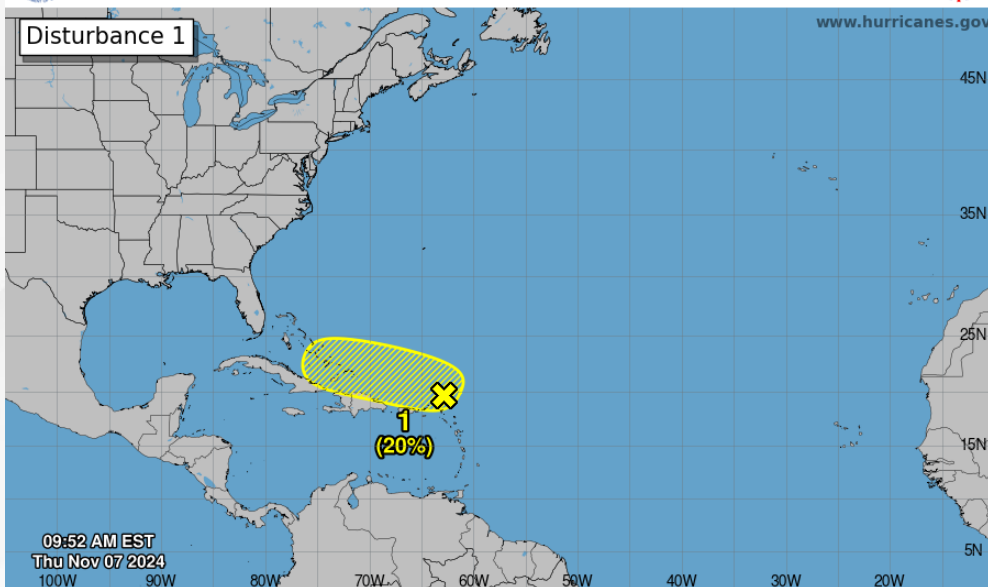 www.hurricanes.gov
Disturbance 1
45N
35N
25N
15N
5N
1
(20%)
09:52 AM EST
Thu Nov 07 2024
100W 90W 80W 70W 60W 50W 40W 30W 20W